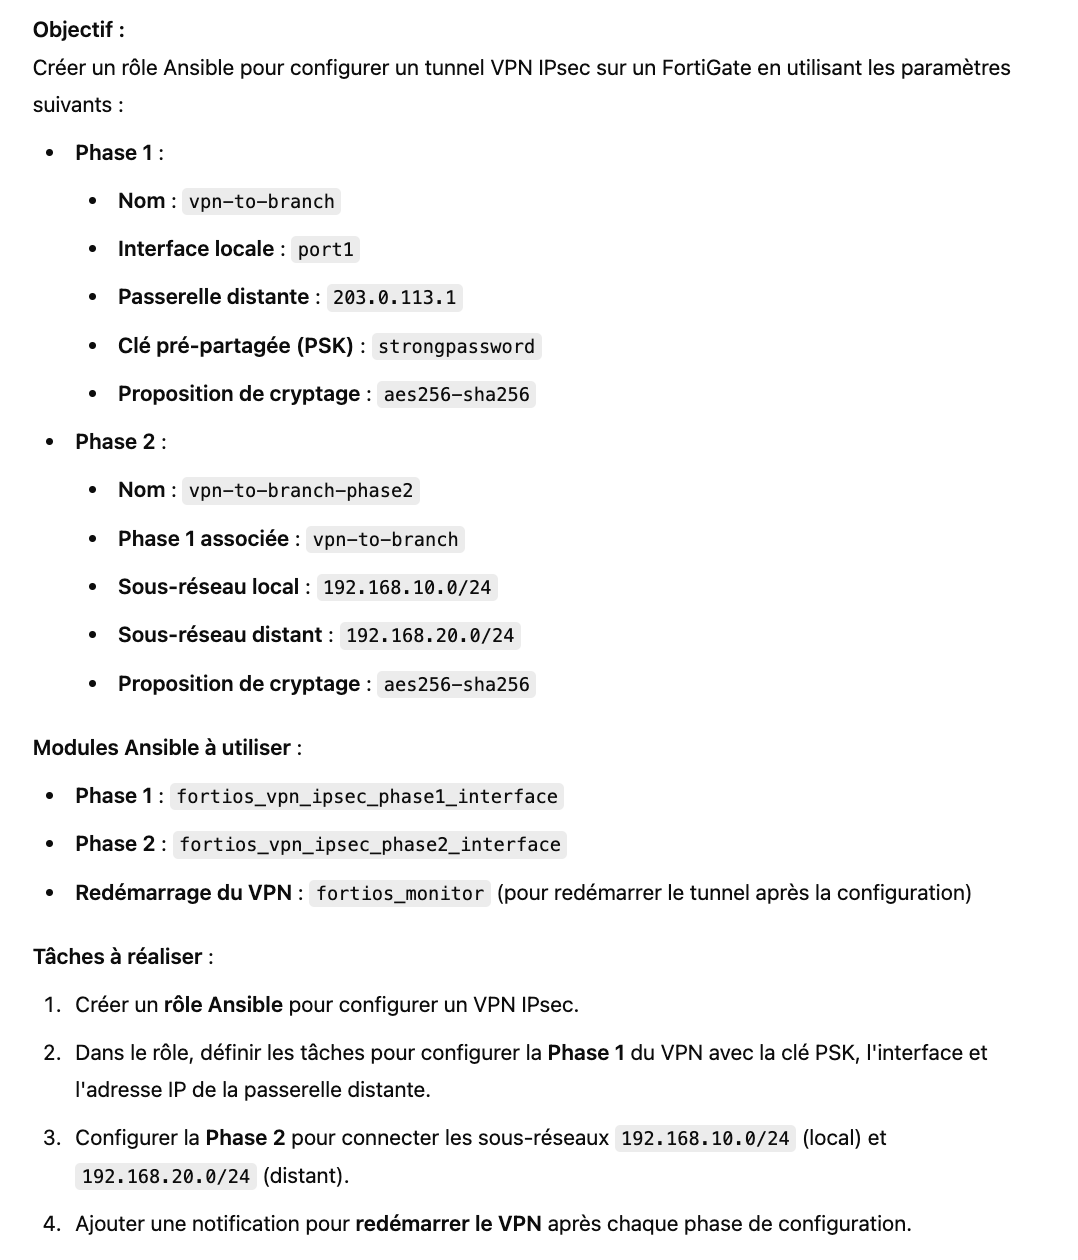 Objectif :
Créer un rôle Ansible pour configurer un tunnel VPN IPsec sur un FortiGate en utilisant les paramètres
suivants :
• Phase 1 :
• Nom : vpn-to-branch
• Interface locale : port1
• Passerelle distante : 203.0.113.1
• Clé pré-partagée (PSK) : strongpassword
• Proposition de cryptage : aes256-sha256
• Phase 2 :
• Nom : vpn-to-branch-phase2
• Phase 1 associée : vpn-to-branch
• Sous-réseau local : 192.168.10.0/24
• Sous-réseau distant : 192.168.20.0/24
• Proposition de cryptage : aes256-sha256
Modules Ansible à utiliser :
• Phase 1 : fortios_vpn_ipsec_phase1_interface
• Phase 2 : fortios_vpn_ipsec_phase2_interface
• Redémarrage du VPN : fortios_monitor (pour redémarrer le tunnel après la configuration)
Tâches à réaliser :
1. Créer un rôle Ansible pour configurer un VPN IPsec.
2. Dans le rôle, définir les tâches pour configurer la Phase 1 du VPN avec la clé PSK, l'interface et
l'adresse IP de la passerelle distante.
3. Configurer la Phase 2 pour connecter les sous-réseaux 192.168.10.0/24 (local) et
192.168.20.0/24 (distant).
4. Ajouter une notification pour redémarrer le VPN après chaque phase de configuration.